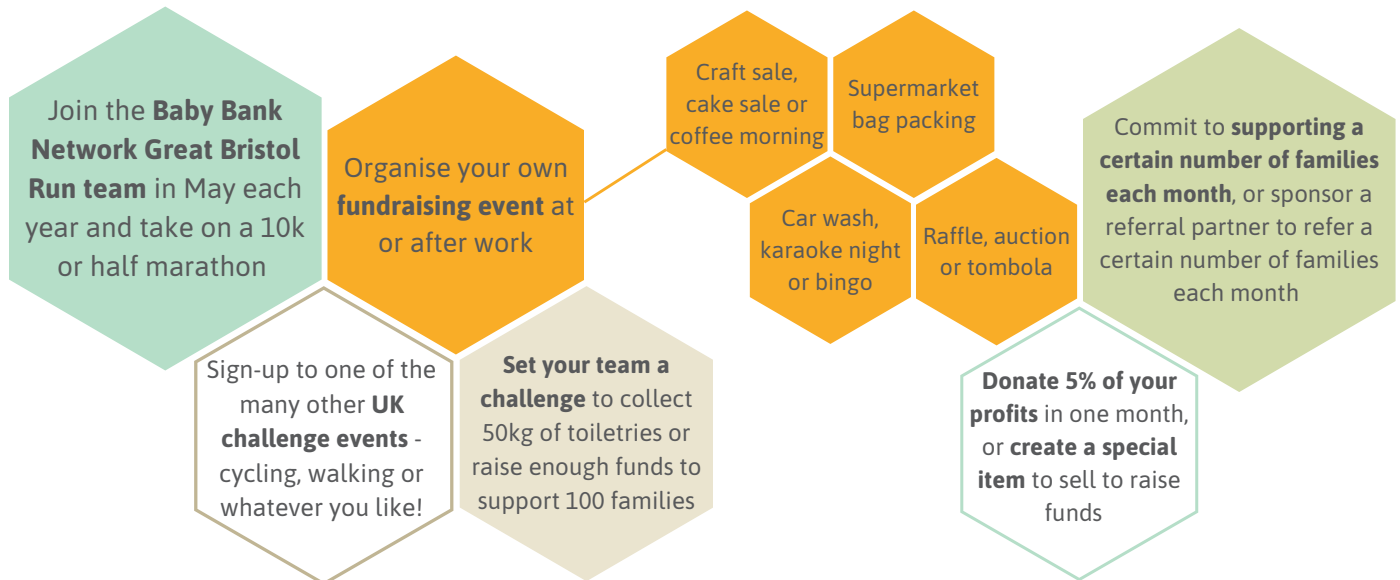 Join the Baby Bank
Network Great Bristol
Run team in May each
year and take on a 10k
or half marathon
Organise your own
fundraising event at
or after work
Craft sale,
cake sale or
coffee morning
Supermarket
bag packing
Car wash,
karaoke night
or bingo
Raffle, auction
or tombola
Commit to supporting a
certain number of families
each month, or sponsor a
referral partner to refer a
certain number of families
each month
Sign-up to one of the
many other UK
challenge events -
cycling, walking or
whatever you like!
Set your team a
challenge to collect
50kg of toiletries or
raise enough funds to
support 100 families
Donate 5% of your
profits in one month,
or create a special
item to sell to raise
funds